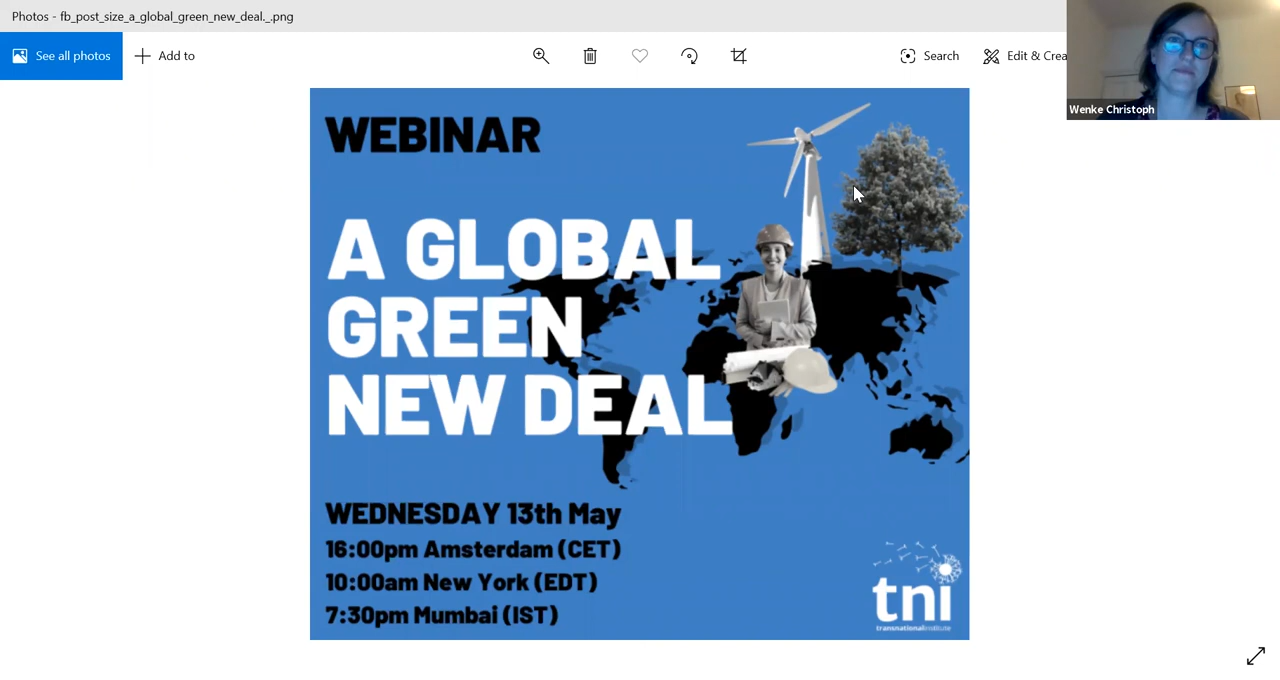 Photos - fb_post_size_a_global_green_new_deal._.png
See all photos
Add to
Search
Edit & Crea
Wenke Christoph
WEBINAR
A GLOBAL
GREEN
NEW DEAL
WEDNESDAY 13th May
16:00pm Amsterdam (CET)
10:00am New York (EDT)
7:30pm Mumbai (IST)
tni
transnationalinstitute